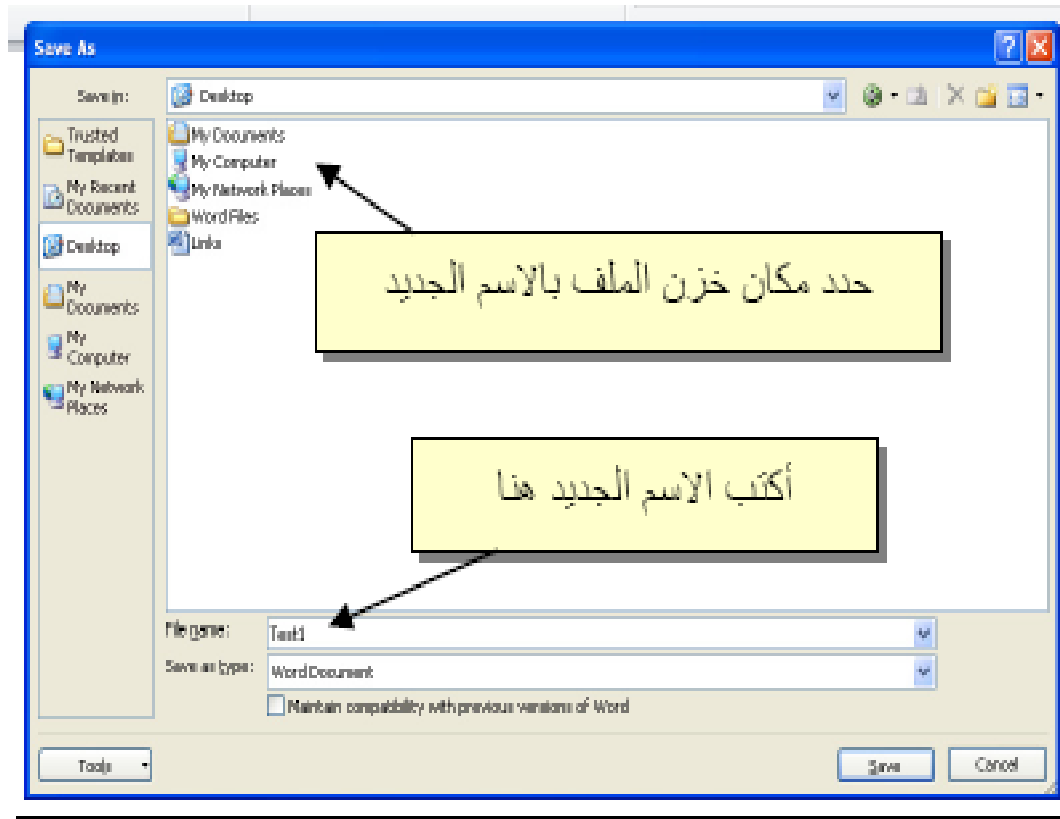 Save As
Save in:
Desktop
Trusted
Templates
My Recent
Documents
Desktop
My
Documents
My
Computer
My Network
Places
My Documents
My Computer
My Network Places
Word Files
Links
حدد مكان خزن الملف بالاسم الجديد
أكتب الاسم الجديد هنا
File name:
Test1
Save as type:
Word Document
Maintain compatibility with previous versions of Word
Tools
Save
Cancel